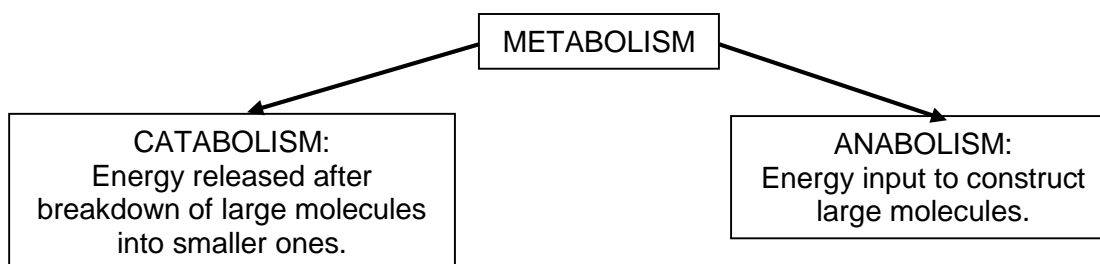 METABOLISM
CATABOLISM:
Energy released after
breakdown of large molecules
into smaller ones.
ANABOLISM:
Energy input to construct
large molecules.